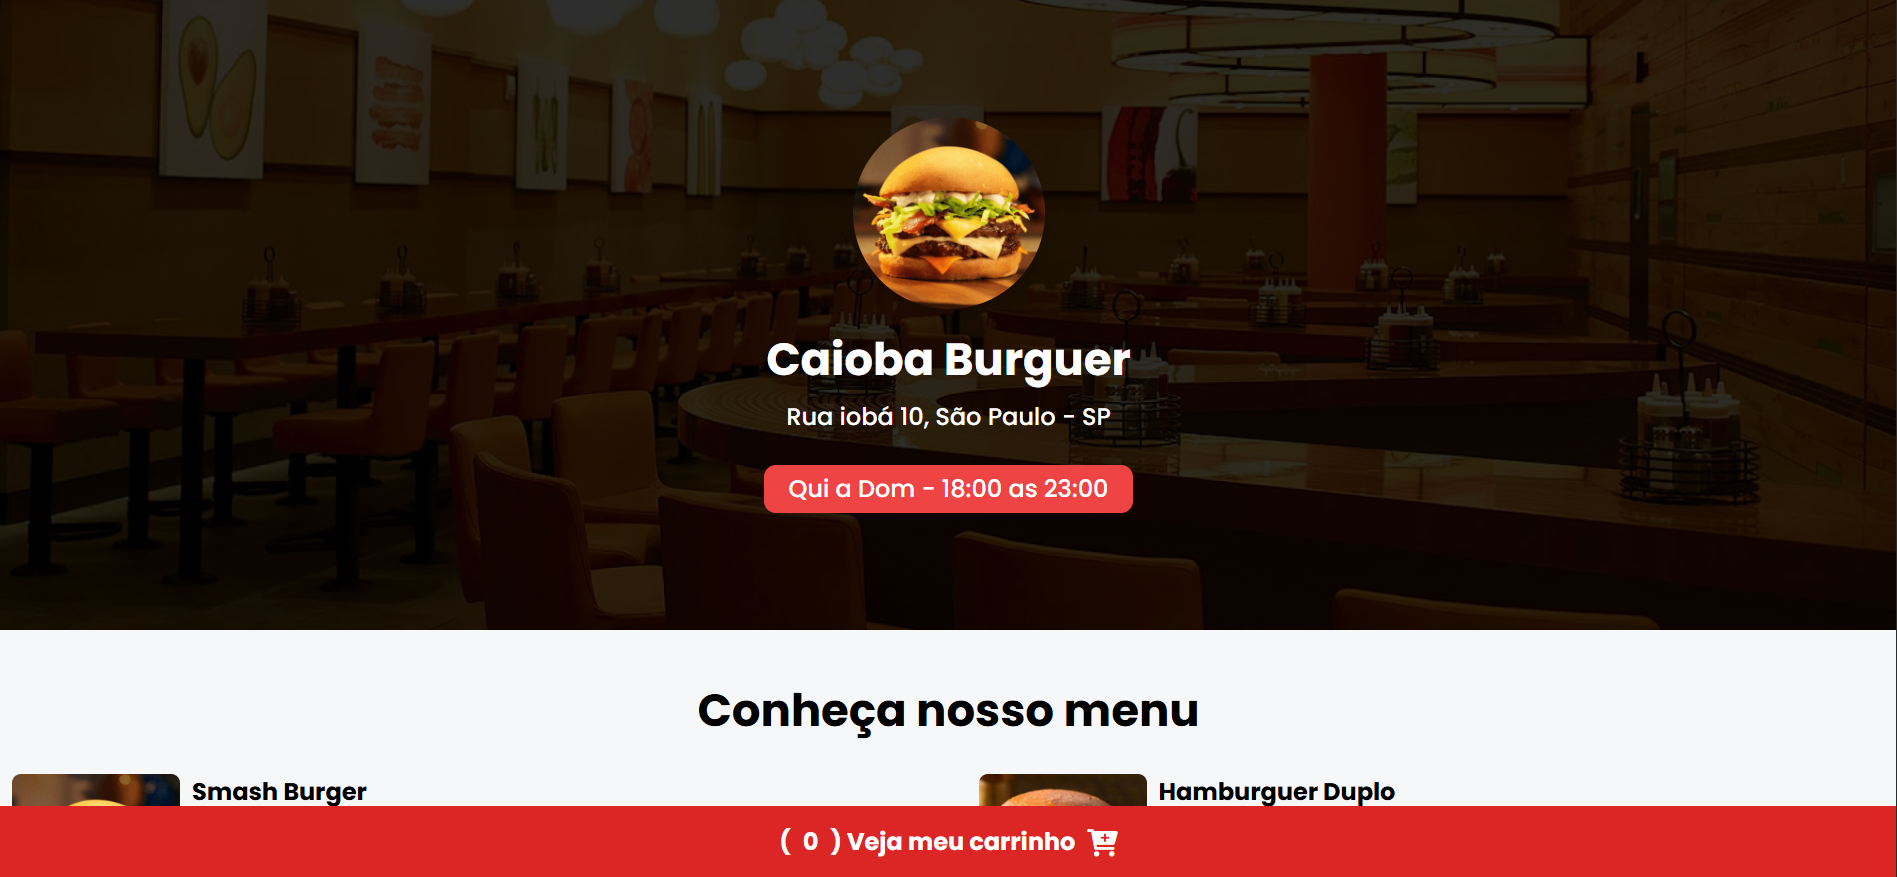 Caioba Burguer
Rua iobá 10, São Paulo - SP
Qui a Dom - 18:00 as 23:00
Conheça nosso menu
Smash Burger
Hamburguer Duplo
( 0 ) Veja meu carrinho